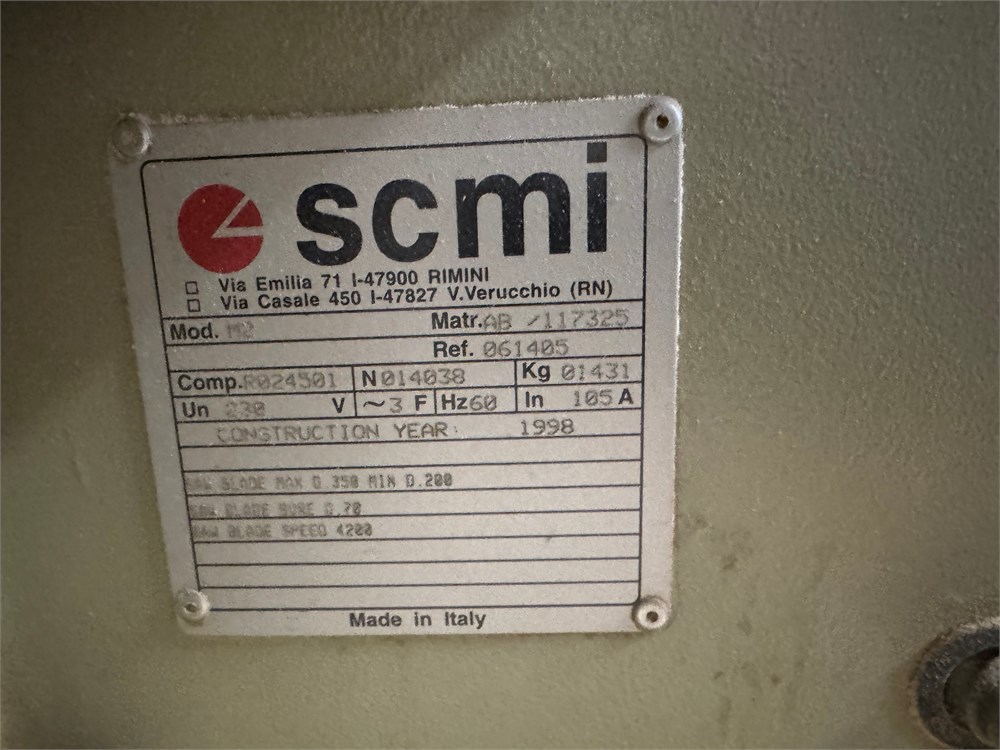 scmi
Via Emilia 71 I-47900 RIMINI
Via Casale 450 I-47827 V.Verucchio (RN)
Mod. M2 Matr.AB /117325
Ref. 061405
Comp.R024501 N 014038 Kg 01431
Un 230 V ~3 F Hz60 In 105 A
CONSTRUCTION YEAR: 1998
SAW BLADE MAX D.350 MIN D.200
SAW BLADE BORE D.70
SAW BLADE SPEED 4200
Made in Italy